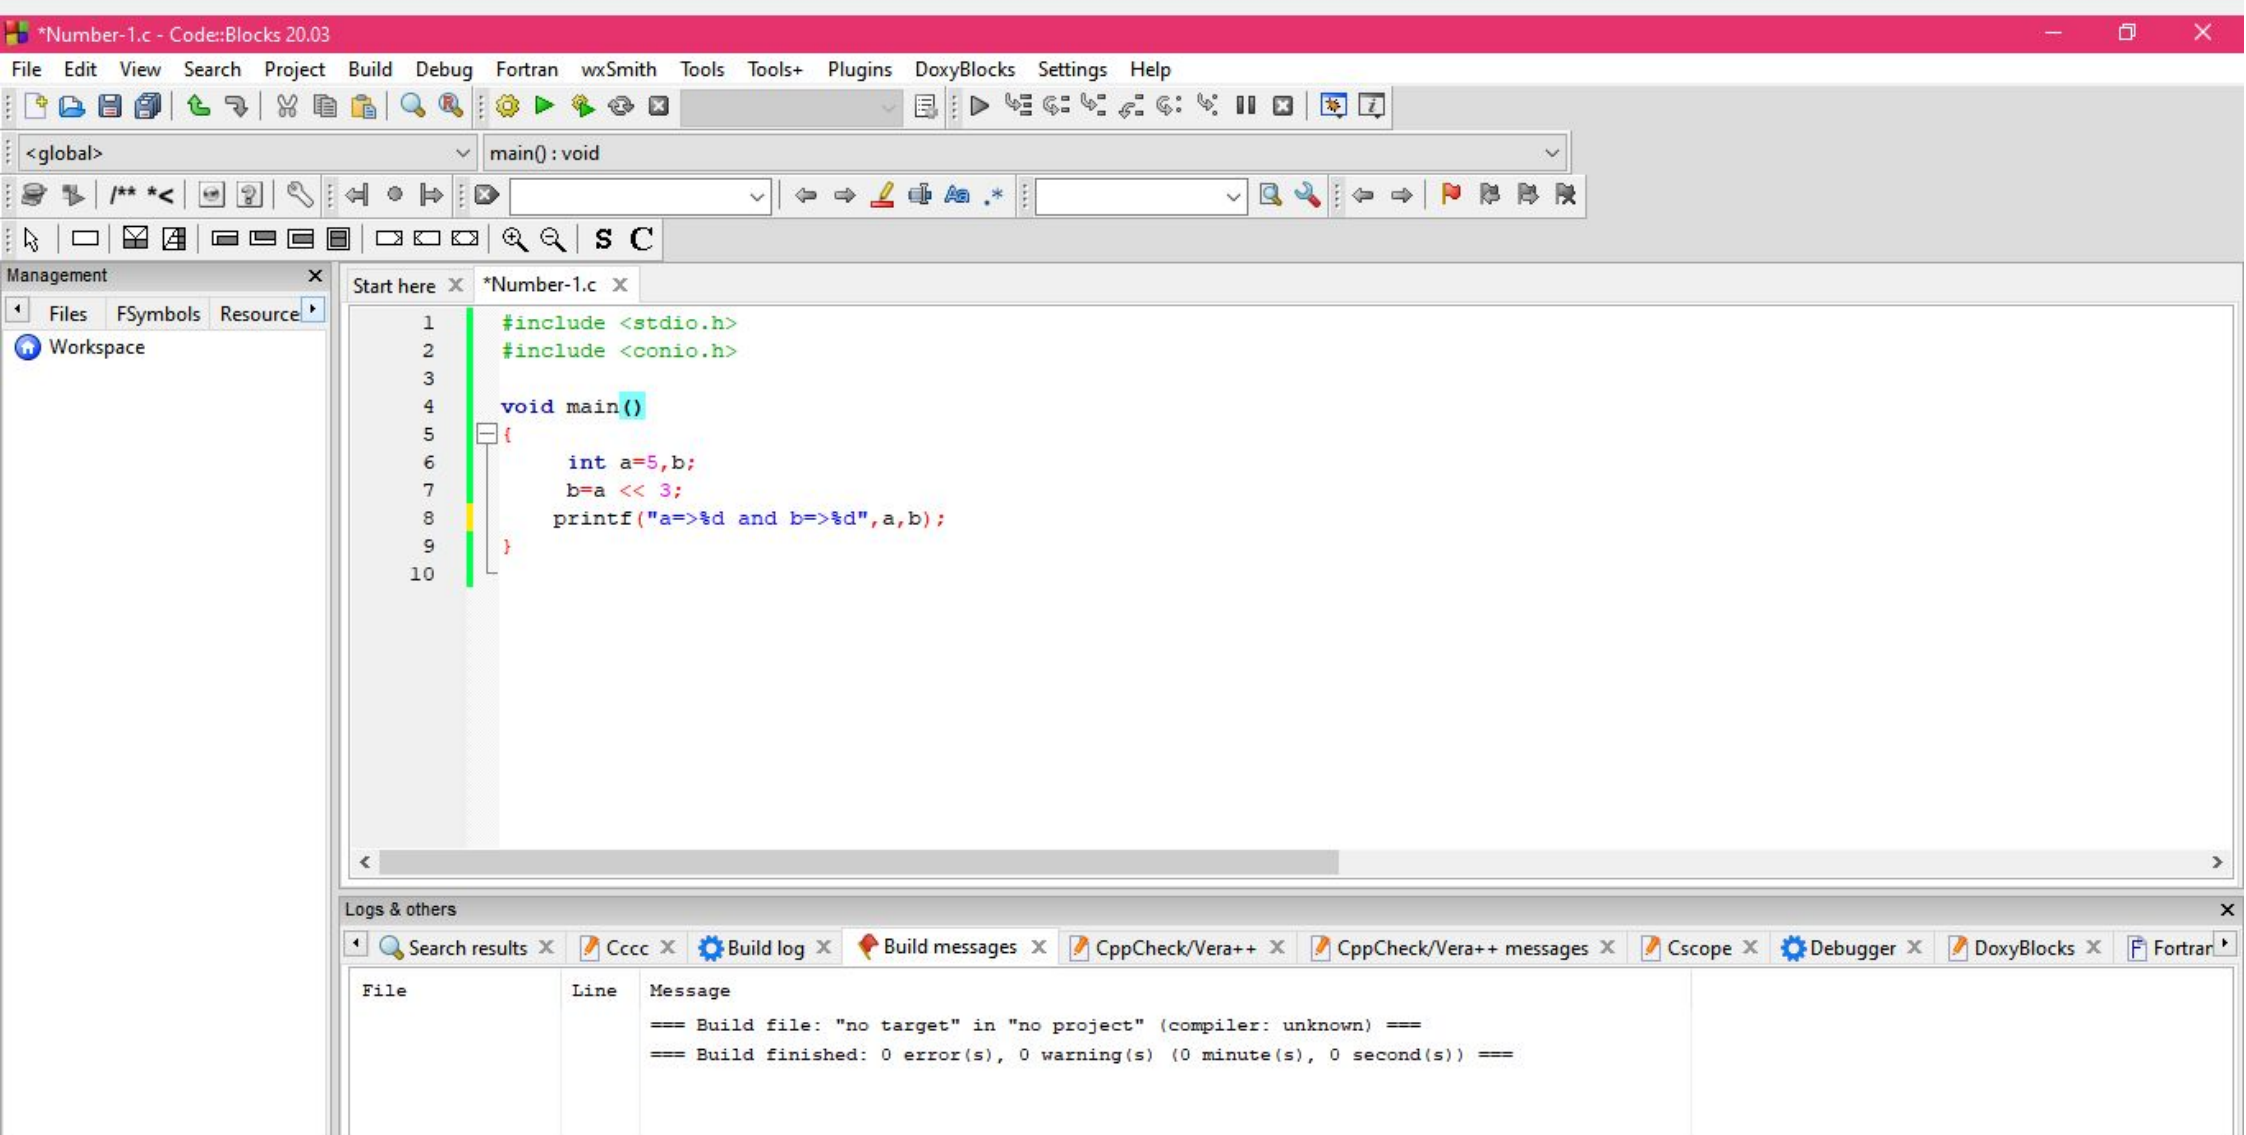 *Number-1.c - Code::Blocks 20.03
File Edit View Search Project Build Debug Fortran wxSmith Tools Tools+ Plugins DoxyBlocks Settings Help
<global> main() : void
/** *<
Aa .*
S C
Management
Start here *Number-1.c
Files FSymbols Resource
Workspace
1 #include <stdio.h>
2 #include <conio.h>
3
4 void main()
5 {
6 int a=5,b;
7 b=a << 3;
8 printf("a=>%d and b=>%d",a,b);
9 }
10
Logs & others
Search results Cccc Build log Build messages CppCheck/Vera++ CppCheck/Vera++ messages Cscope Debugger DoxyBlocks Fortran
File Line Message
=== Build file: "no target" in "no project" (compiler: unknown) ===
=== Build finished: 0 error(s), 0 warning(s) (0 minute(s), 0 second(s)) ===